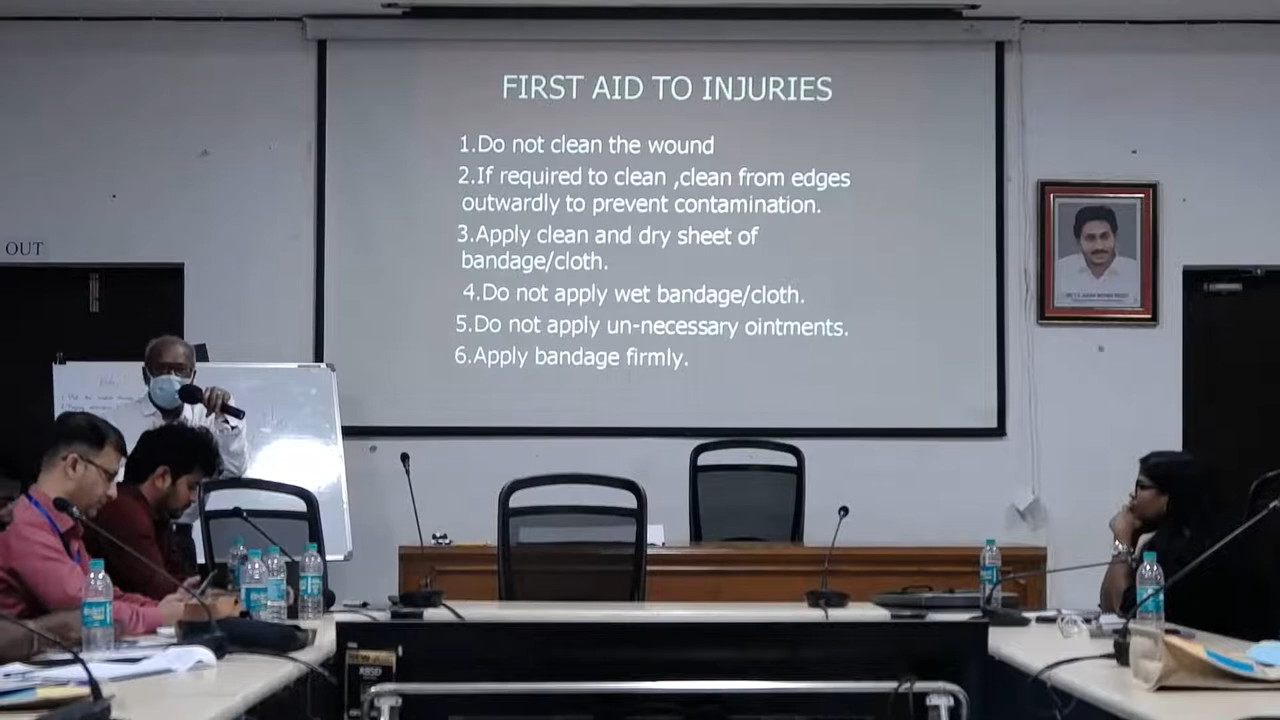 FIRST AID TO INJURIES
1.Do not clean the wound
2.If required to clean ,clean from edges
outwardly to prevent contamination.
3.Apply clean and dry sheet of
bandage/cloth.
4.Do not apply wet bandage/cloth.
5.Do not apply un-necessary ointments.
6.Apply bandage firmly.
OUT